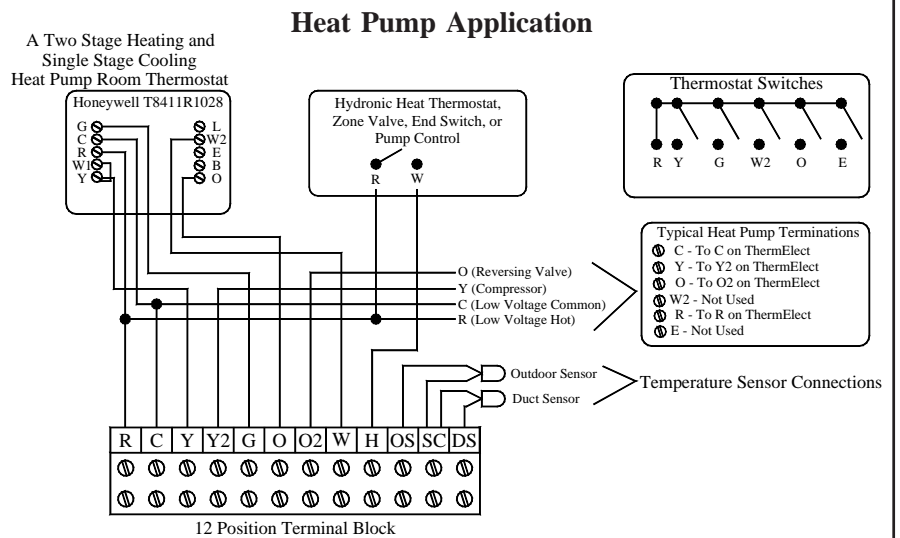 Heat Pump Application
A Two Stage Heating and
Single Stage Cooling
Heat Pump Room Thermostat
Honeywell T8411R1028
G
C
R
W1
Y
L
W2
E
B
O
Hydronic Heat Thermostat,
Zone Valve, End Switch, or
Pump Control
R W
Thermostat Switches
R Y G W2 O E
Typical Heat Pump Terminations
C - To C on ThermElect
Y - To Y2 on ThermElect
O - To O2 on ThermElect
W2 - Not Used
R - To R on ThermElect
E - Not Used
O (Reversing Valve)
Y (Compressor)
C (Low Voltage Common)
R (Low Voltage Hot)
Outdoor Sensor
Duct Sensor
Temperature Sensor Connections
R C Y Y2 G O O2 W H OS SC DS
12 Position Terminal Block